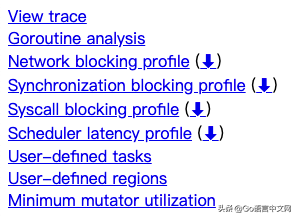 View trace
Goroutine analysis
Network blocking profile (⬇)
Synchronization blocking profile (⬇)
Syscall blocking profile (⬇)
Scheduler latency profile (⬇)
User-defined tasks
User-defined regions
Minimum mutator utilization
头条 @Go语言中文网